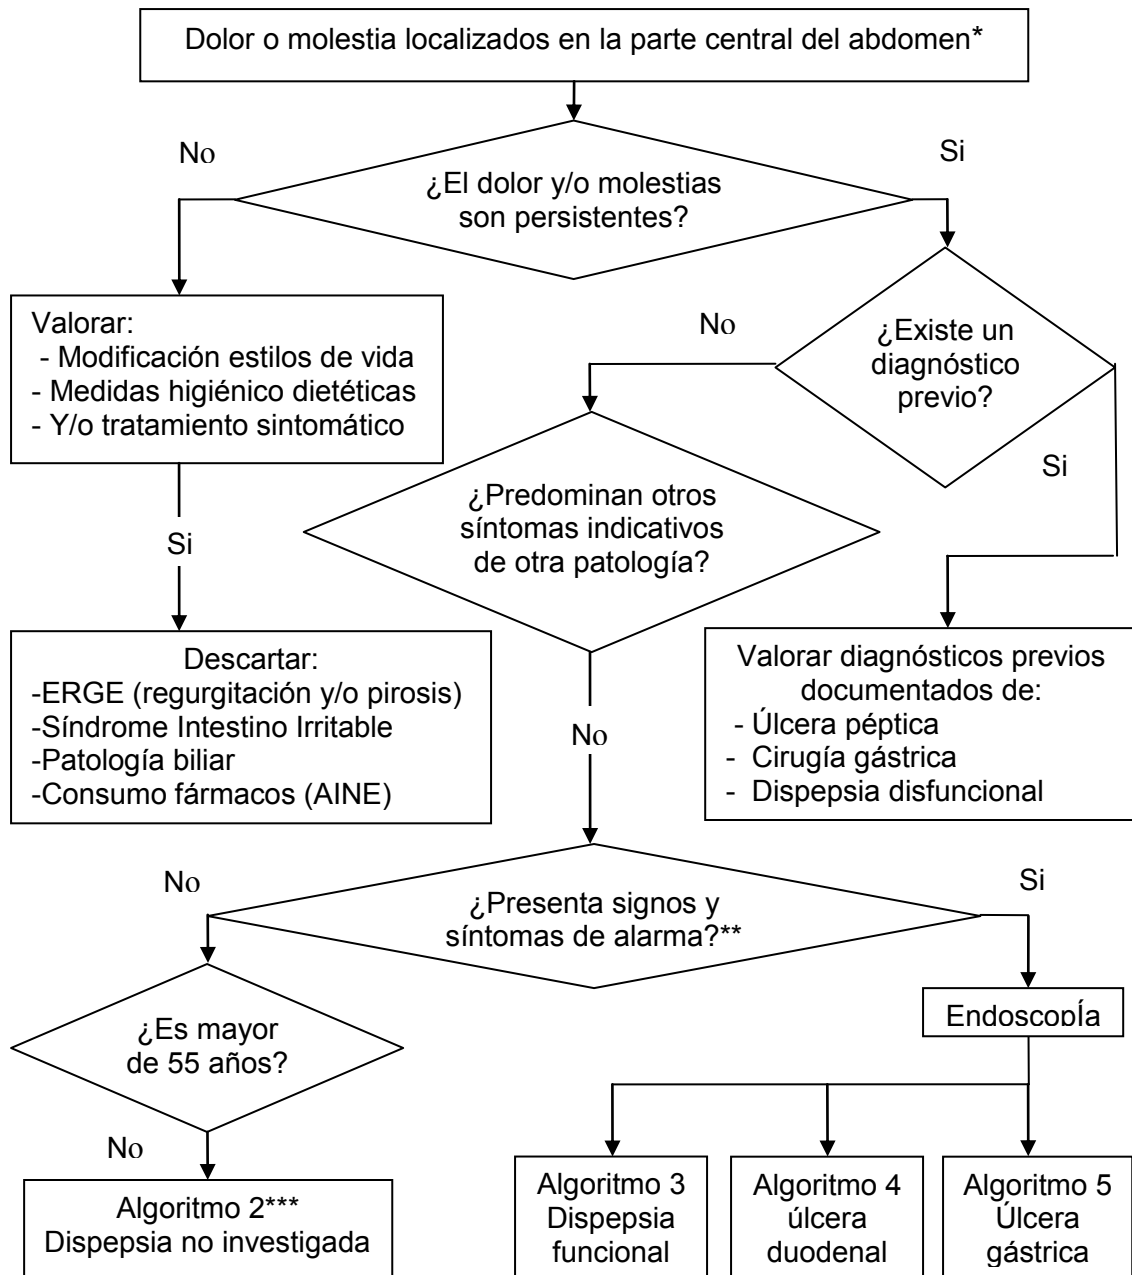 Dolor o molestia localizados en la parte central del abdomen*
No
Si
¿El dolor y/o molestias
son persistentes?
Valorar:
- Modificación estilos de vida
- Medidas higiénico dietéticas
- Y/o tratamiento sintomático
No
¿Existe un
diagnóstico
previo?
Si
¿Predominan otros
síntomas indicativos
de otra patología?
Si
Descartar:
-ERGE (regurgitación y/o pirosis)
-Síndrome Intestino Irritable
-Patología biliar
-Consumo fármacos (AINE)
Valorar diagnósticos previos
documentados de:
- Úlcera péptica
- Cirugía gástrica
- Dispepsia disfuncional
No
No
Si
¿Presenta signos y
síntomas de alarma?**
¿Es mayor
de 55 años?
EndoscopÍa
No
Algoritmo 2***
Dispepsia no investigada
Algoritmo 3
Dispepsia
funcional
Algoritmo 4
úlcera
duodenal
Algoritmo 5
Úlcera
gástrica